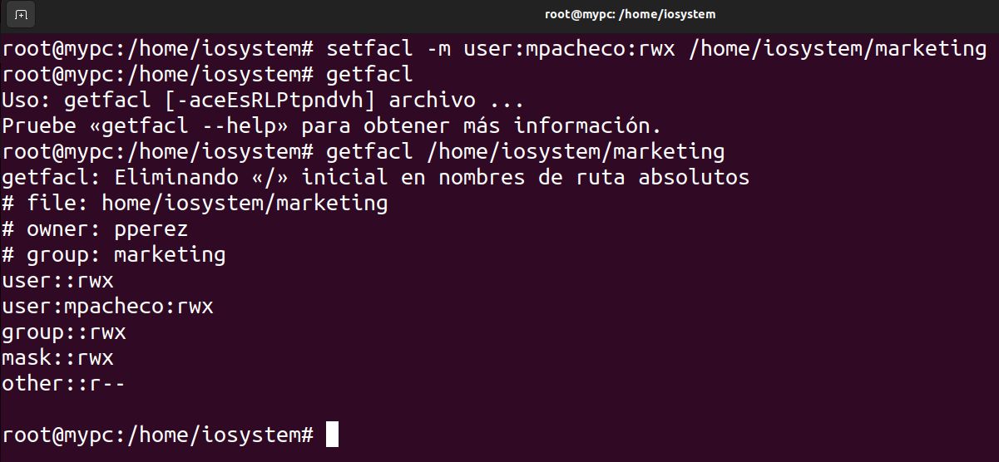 root@mypc: /home/iosystem
root@mypc:/home/iosystem# setfacl -m user:mpacheco:rwx /home/iosystem/marketing
root@mypc:/home/iosystem# getfacl
Uso: getfacl [-aceEsRLPtpndvh] archivo ...
Pruebe «getfacl --help» para obtener más información.
root@mypc:/home/iosystem# getfacl /home/iosystem/marketing
getfacl: Eliminando «/» inicial en nombres de ruta absolutos
# file: home/iosystem/marketing
# owner: pperez
# group: marketing
user::rwx
user:mpacheco:rwx
group::rwx
mask::rwx
other::r--
root@mypc:/home/iosystem#